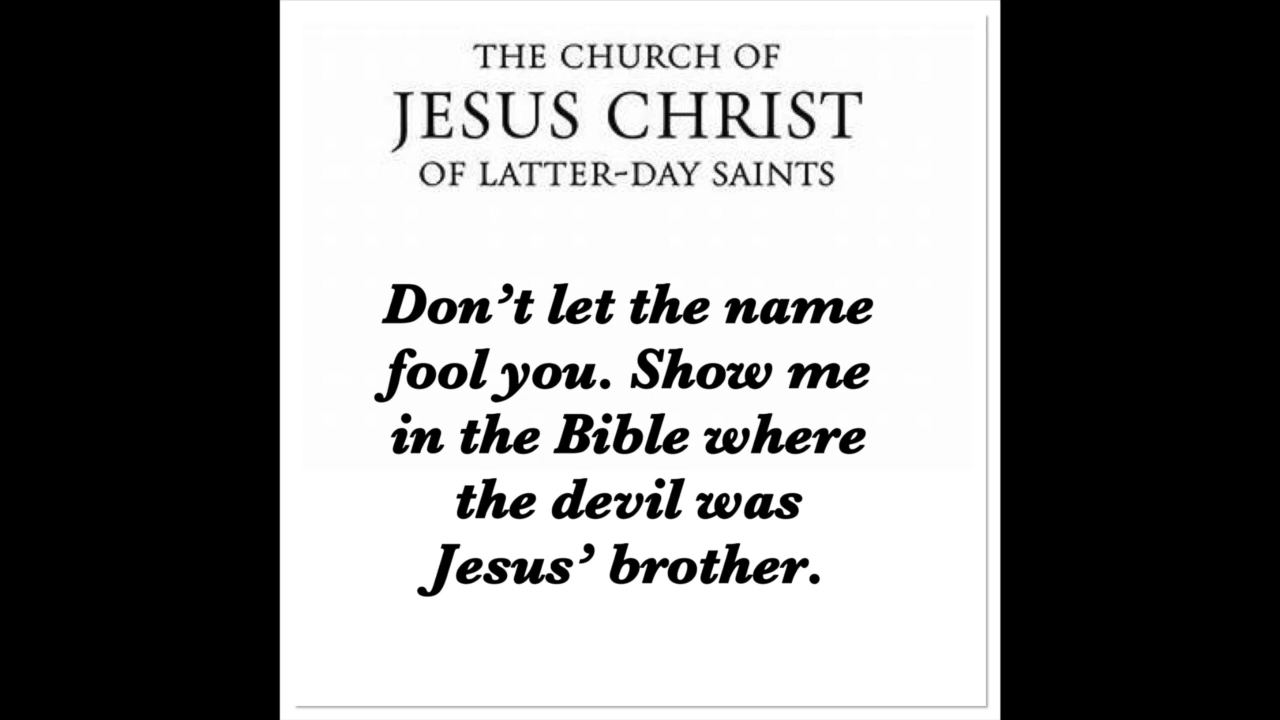 THE CHURCH OF
JESUS CHRIST
OF LATTER-DAY SAINTS
Don’t let the name
fool you. Show me
in the Bible where
the devil was
Jesus’ brother.